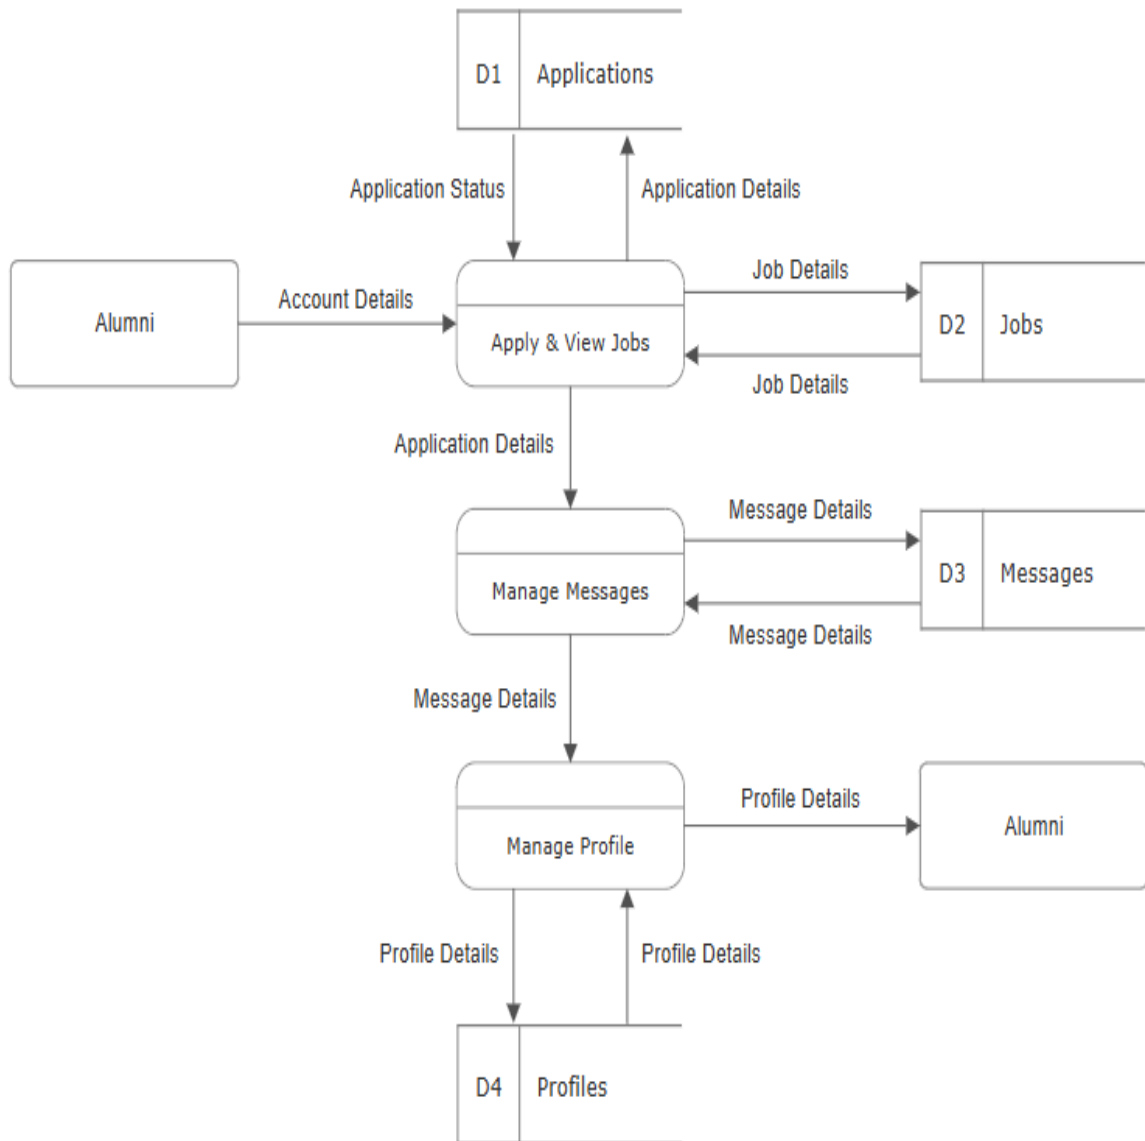 D1 Applications
Application Status
Application Details
Job Details
Account Details
Alumni
Apply & View Jobs
D2 Jobs
Job Details
Application Details
Message Details
Manage Messages
D3 Messages
Message Details
Message Details
Profile Details
Manage Profile
Alumni
Profile Details
Profile Details
D4 Profiles